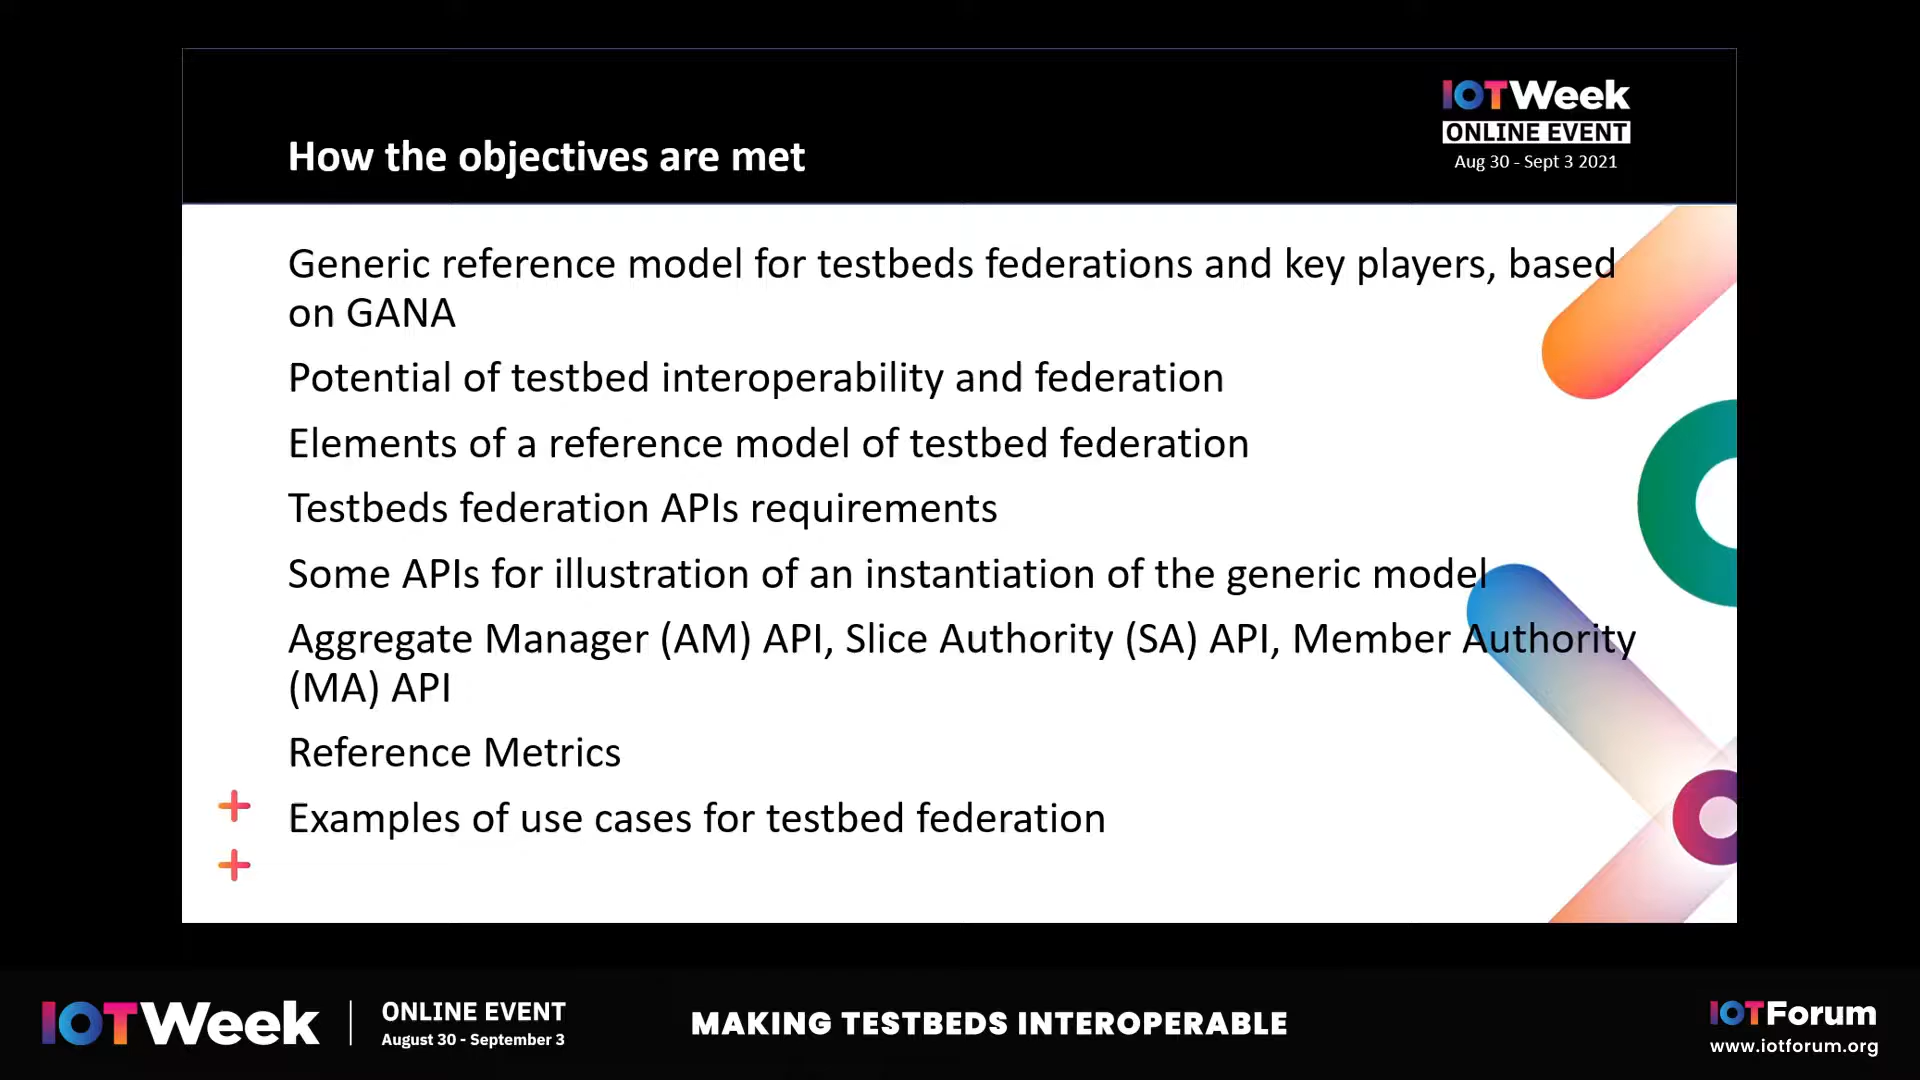 IOTWeek
ONLINE EVENT
Aug 30 - Sept 3 2021
How the objectives are met
Generic reference model for testbeds federations and key players, based
on GANA
Potential of testbed interoperability and federation
Elements of a reference model of testbed federation
Testbeds federation APIs requirements
Some APIs for illustration of an instantiation of the generic model
Aggregate Manager (AM) API, Slice Authority (SA) API, Member Authority
(MA) API
Reference Metrics
Examples of use cases for testbed federation
IOTWeek
ONLINE EVENT
August 30 - September 3
MAKING TESTBEDS INTEROPERABLE
IOTForum
www.iotforum.org